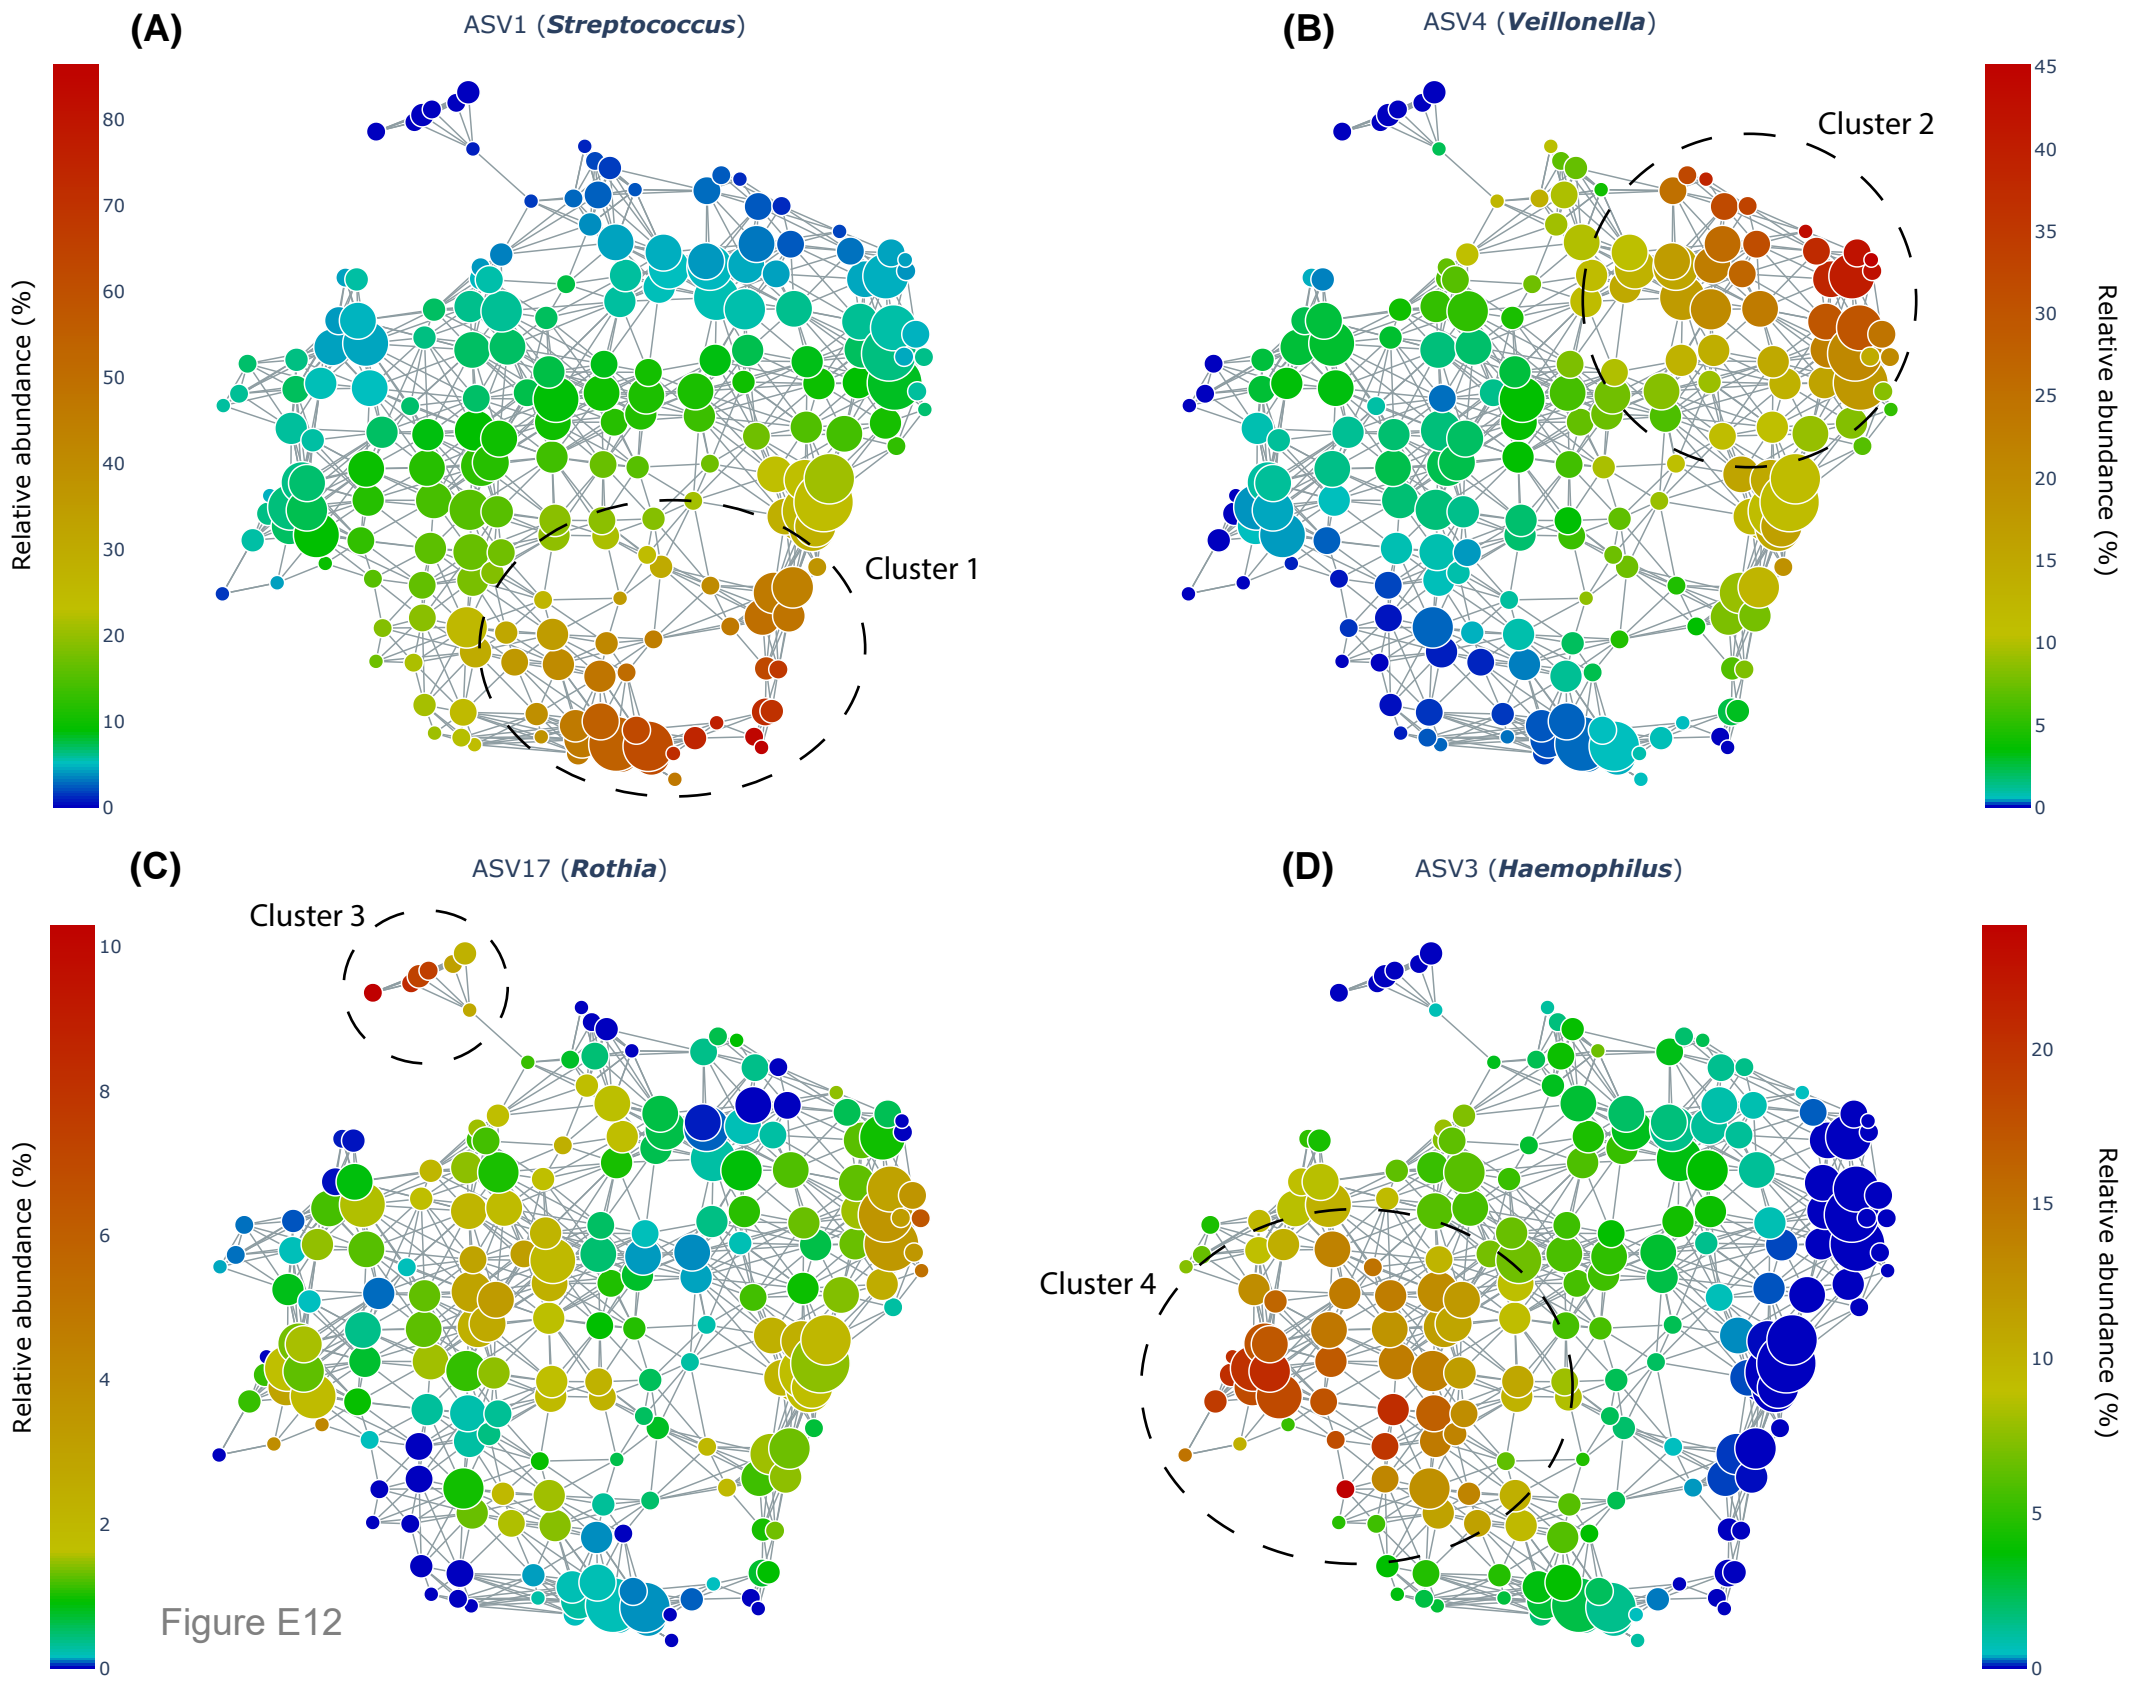 (A)
ASV1 (Streptococcus)
Relative abundance (%)
80
70
60
50
40
30
20
10
0
Cluster 1
(B)
ASV4 (Veillonella)
Cluster 2
45
40
35
30
25
20
15
10
5
0
Relative abundance (%)
(C)
ASV17 (Rothia)
Cluster 3
Relative abundance (%)
10
8
6
4
2
0
Figure E12
(D)
ASV3 (Haemophilus)
Cluster 4
20
15
10
5
0
Relative abundance (%)